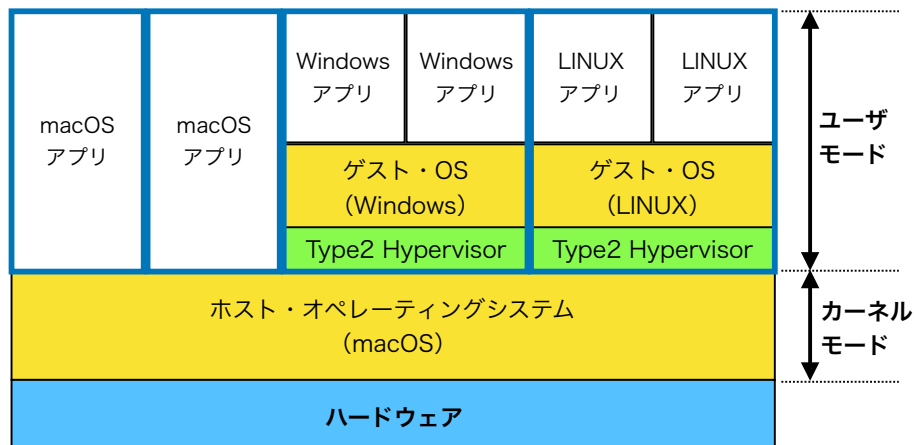 macOS
アプリ
macOS
アプリ
Windows
アプリ
Windows
アプリ
LINUX
アプリ
LINUX
アプリ
ゲスト・OS
（Windows）
ゲスト・OS
（LINUX）
Type2 Hypervisor
Type2 Hypervisor
ユーザ
モード
ホスト・オペレーティングシステム
（macOS）
カーネル
モード
ハードウェア